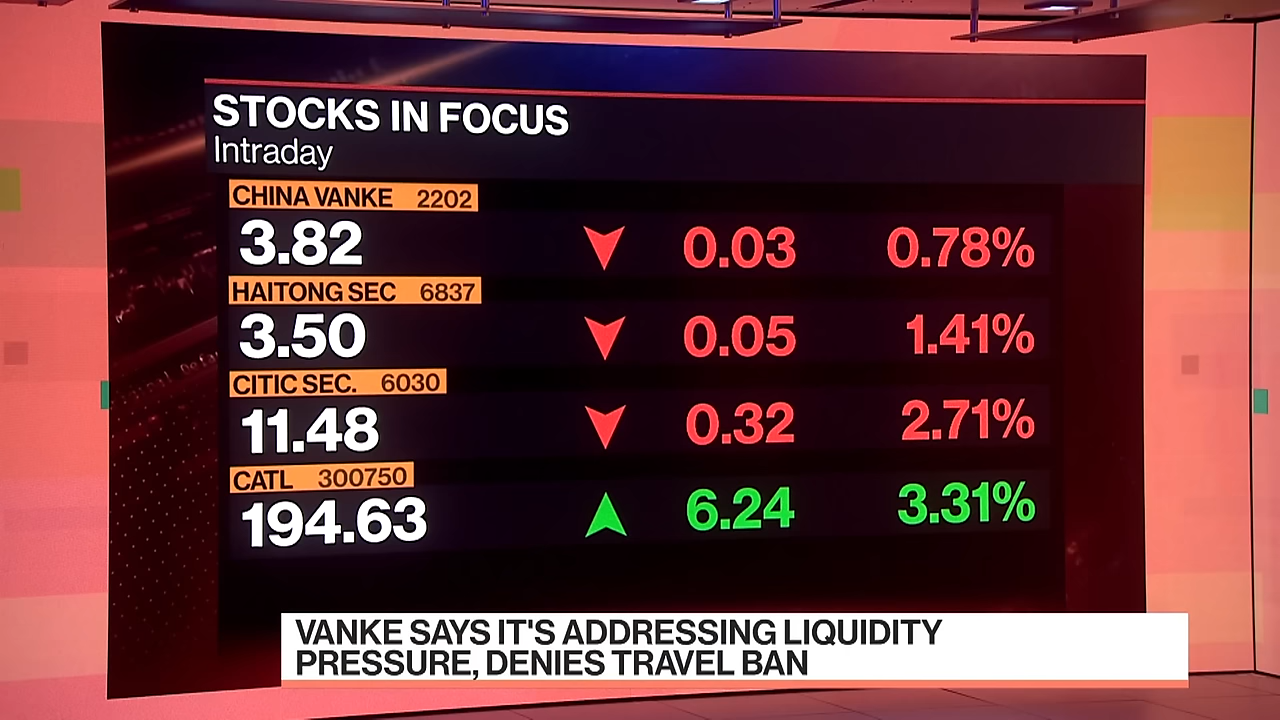 STOCKS IN FOCUS
Intraday
CHINA VANKE 2202
3.82 0.03 0.78%
HAITONG SEC 6837
3.50 0.05 1.41%
CITIC SEC. 6030
11.48 0.32 2.71%
CATL 300750
194.63 6.24 3.31%
VANKE SAYS IT'S ADDRESSING LIQUIDITY
PRESSURE, DENIES TRAVEL BAN